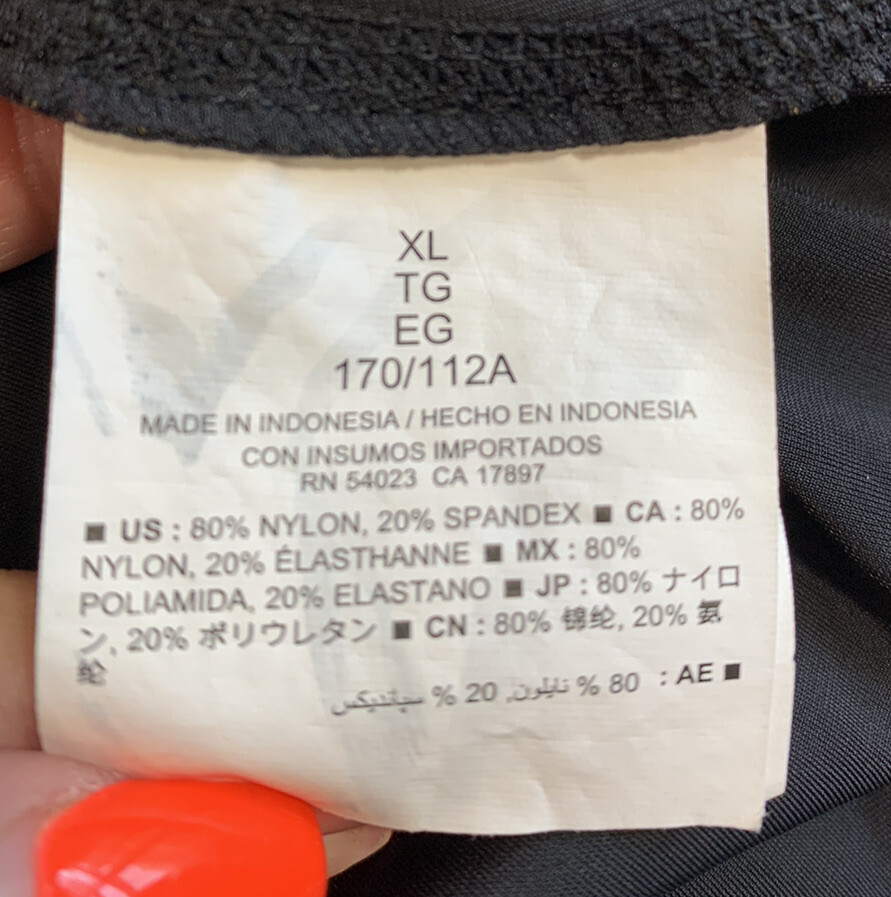 XL
TG
EG
170/112A
MADE IN INDONESIA / HECHO EN INDONESIA
CON INSUMOS IMPORTADOS
RN 54023 CA 17897
■ US : 80% NYLON, 20% SPANDEX ■ CA : 80%
NYLON, 20% ÉLASTHANNE ■ MX : 80%
POLIAMIDA, 20% ELASTANO ■ JP : 80% ナイロ
ン, 20% ポリウレタン ■ CN : 80% 锦纶, 20% 氨
纶
■ AE : 80 % نايلون, 20 % سباندیکس